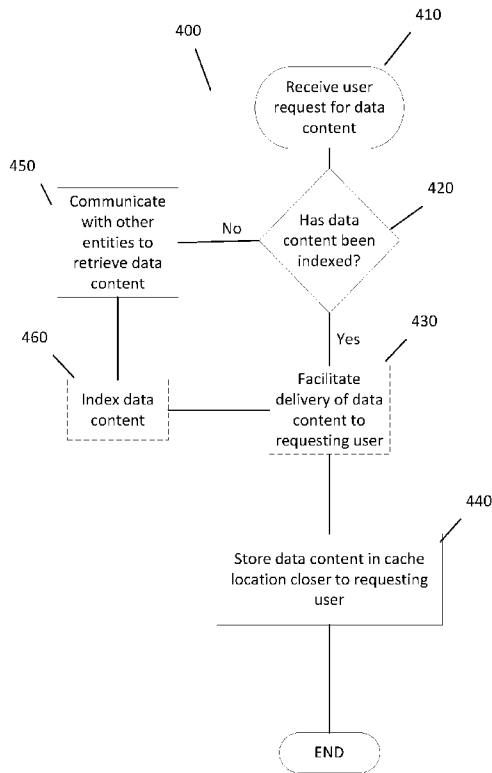 410
400
Receive user
request for data
content
450
Communicate
with other
entities to
retrieve data
content
No
Has data
content been
indexed?
420
Yes
430
460
Index data
content
Facilitate
delivery of data
content to
requesting user
440
Store data content in cache
location closer to requesting
user
END